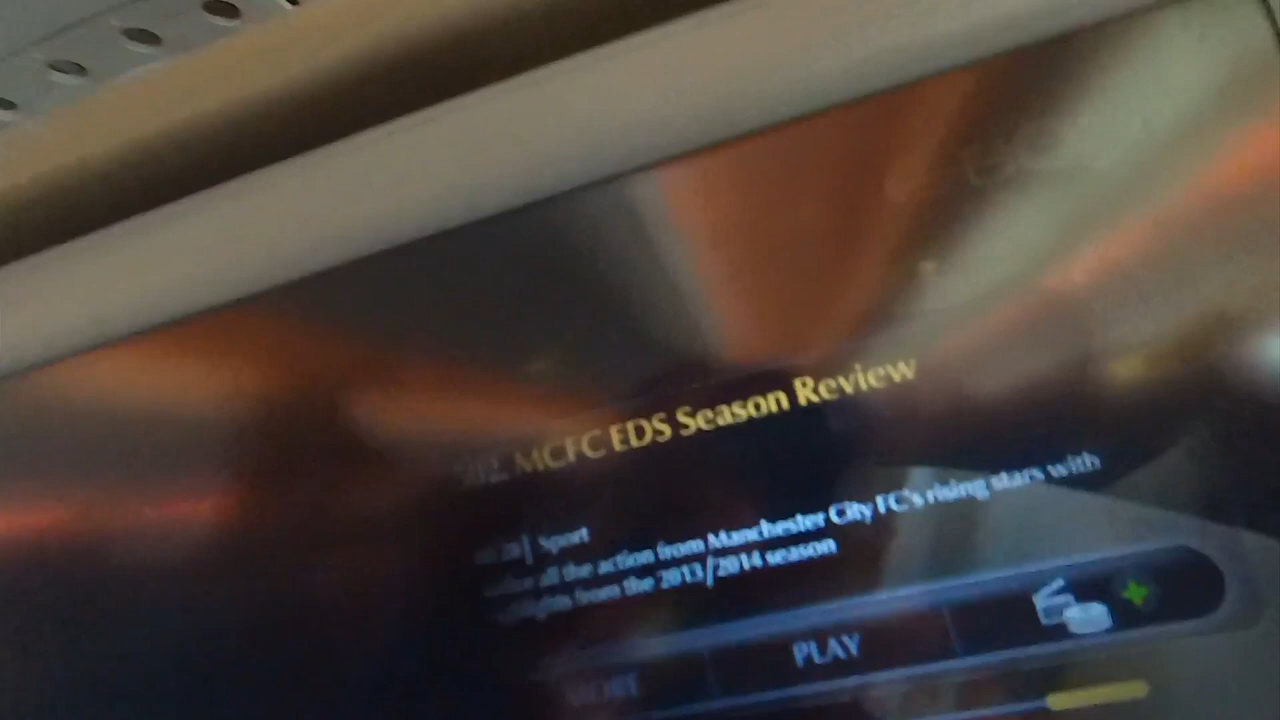 MCFC EDS Season Review
Sport
all the action from Manchester City FC's rising stars with
from the 2013/2014 season
PLAY